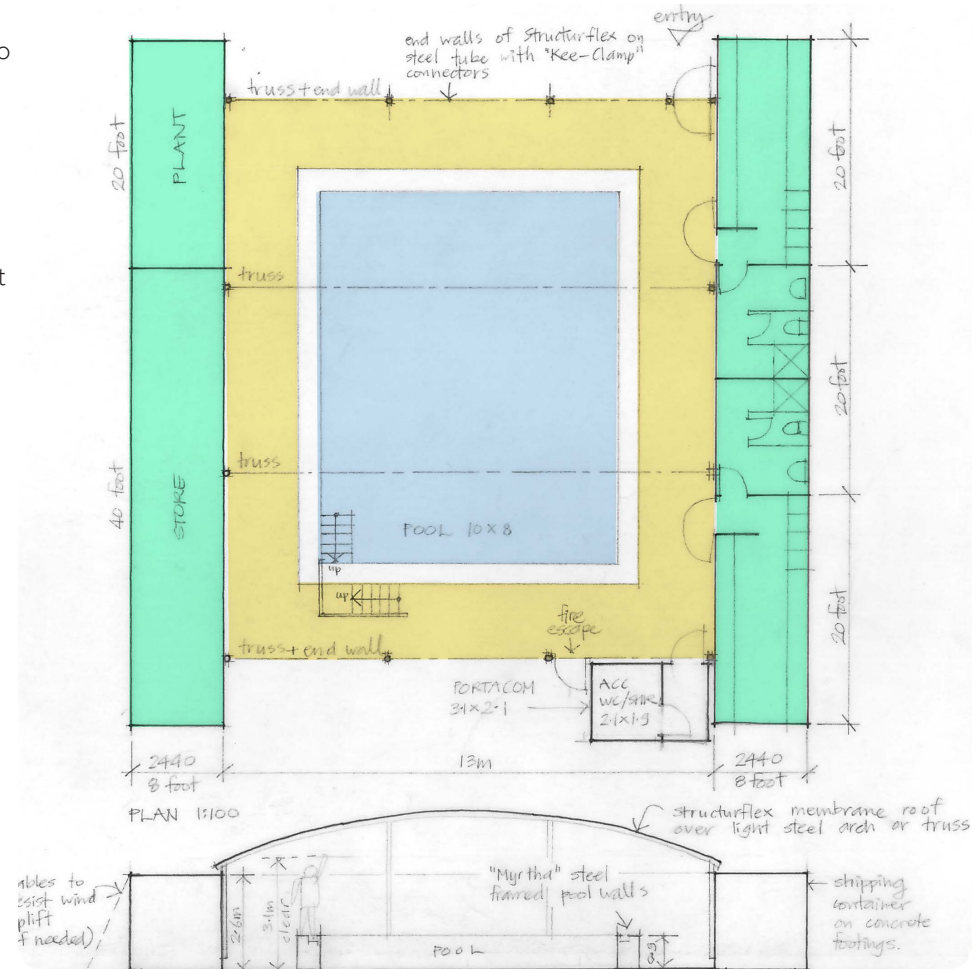 entry
end walls of Structurflex on
steel tube with "Kee-Clamp"
connectors
truss + end wall
20 foot
PLANT
20 foot
truss
20 foot
truss
40 foot
STORE
POOL 10 x 8
up
up
20 foot
fire
escape
truss + end wall
PORTACOM
3·1 x 2·1
ACC
WC/SHR
2·1 x 1·9
2440
8 foot
13m
2440
8 foot
PLAN 1:100
structurflex membrane roof
over light steel arch or truss
ables to
esist wind
plift
f needed)
2·6m
3·1m
clear
"Myrtha" steel
framed pool walls
POOL
0·9
shipping
container
on concrete
footings.